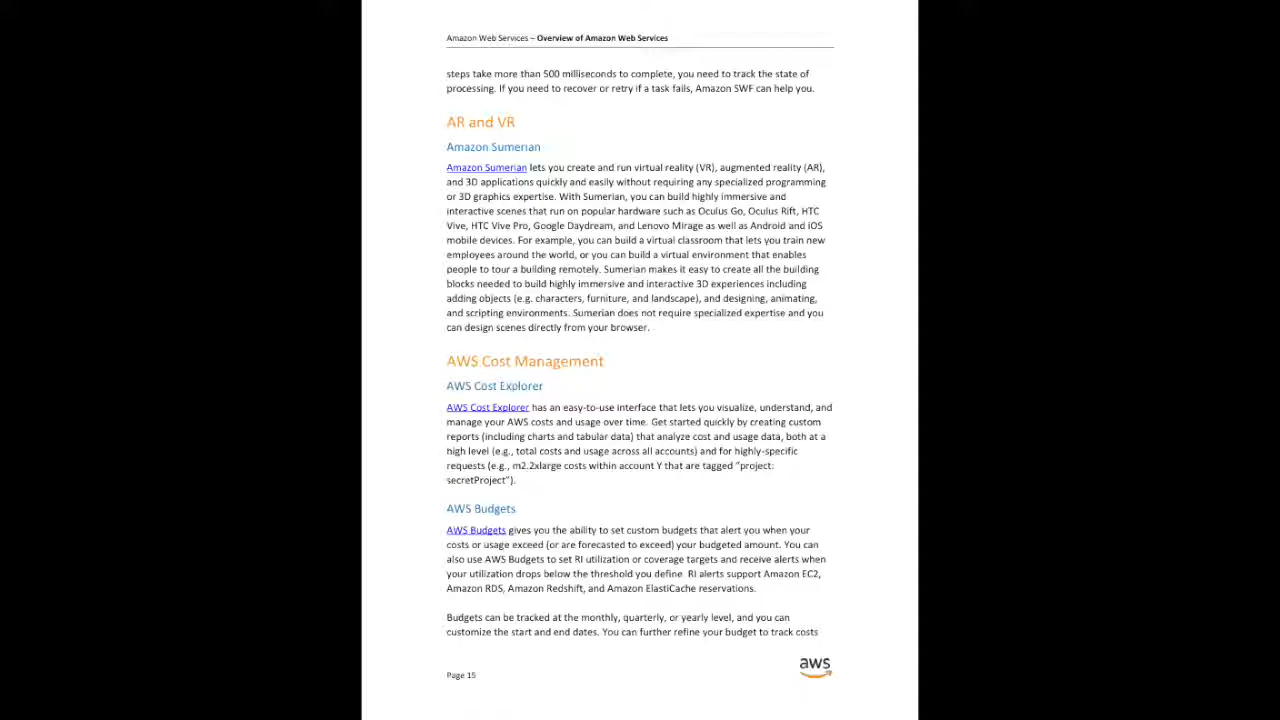 Amazon Web Services – Overview of Amazon Web Services
steps take more than 500 milliseconds to complete, you need to track the state of
processing. If you need to recover or retry if a task fails, Amazon SWF can help you.
AR and VR
Amazon Sumerian
Amazon Sumerian lets you create and run virtual reality (VR), augmented reality (AR),
and 3D applications quickly and easily without requiring any specialized programming
or 3D graphics expertise. With Sumerian, you can build highly immersive and
interactive scenes that run on popular hardware such as Oculus Go, Oculus Rift, HTC
Vive, HTC Vive Pro, Google Daydream, and Lenovo Mirage as well as Android and iOS
mobile devices. For example, you can build a virtual classroom that lets you train new
employees around the world, or you can build a virtual environment that enables
people to tour a building remotely. Sumerian makes it easy to create all the building
blocks needed to build highly immersive and interactive 3D experiences including
adding objects (e.g. characters, furniture, and landscape), and designing, animating,
and scripting environments. Sumerian does not require specialized expertise and you
can design scenes directly from your browser.
AWS Cost Management
AWS Cost Explorer
AWS Cost Explorer has an easy-to-use interface that lets you visualize, understand, and
manage your AWS costs and usage over time. Get started quickly by creating custom
reports (including charts and tabular data) that analyze cost and usage data, both at a
high level (e.g., total costs and usage across all accounts) and for highly-specific
requests (e.g., m2.2xlarge costs within account Y that are tagged “project:
secretProject”).
AWS Budgets
AWS Budgets gives you the ability to set custom budgets that alert you when your
costs or usage exceed (or are forecasted to exceed) your budgeted amount. You can
also use AWS Budgets to set RI utilization or coverage targets and receive alerts when
your utilization drops below the threshold you define. RI alerts support Amazon EC2,
Amazon RDS, Amazon Redshift, and Amazon ElastiCache reservations.
Budgets can be tracked at the monthly, quarterly, or yearly level, and you can
customize the start and end dates. You can further refine your budget to track costs
aws
Page 15